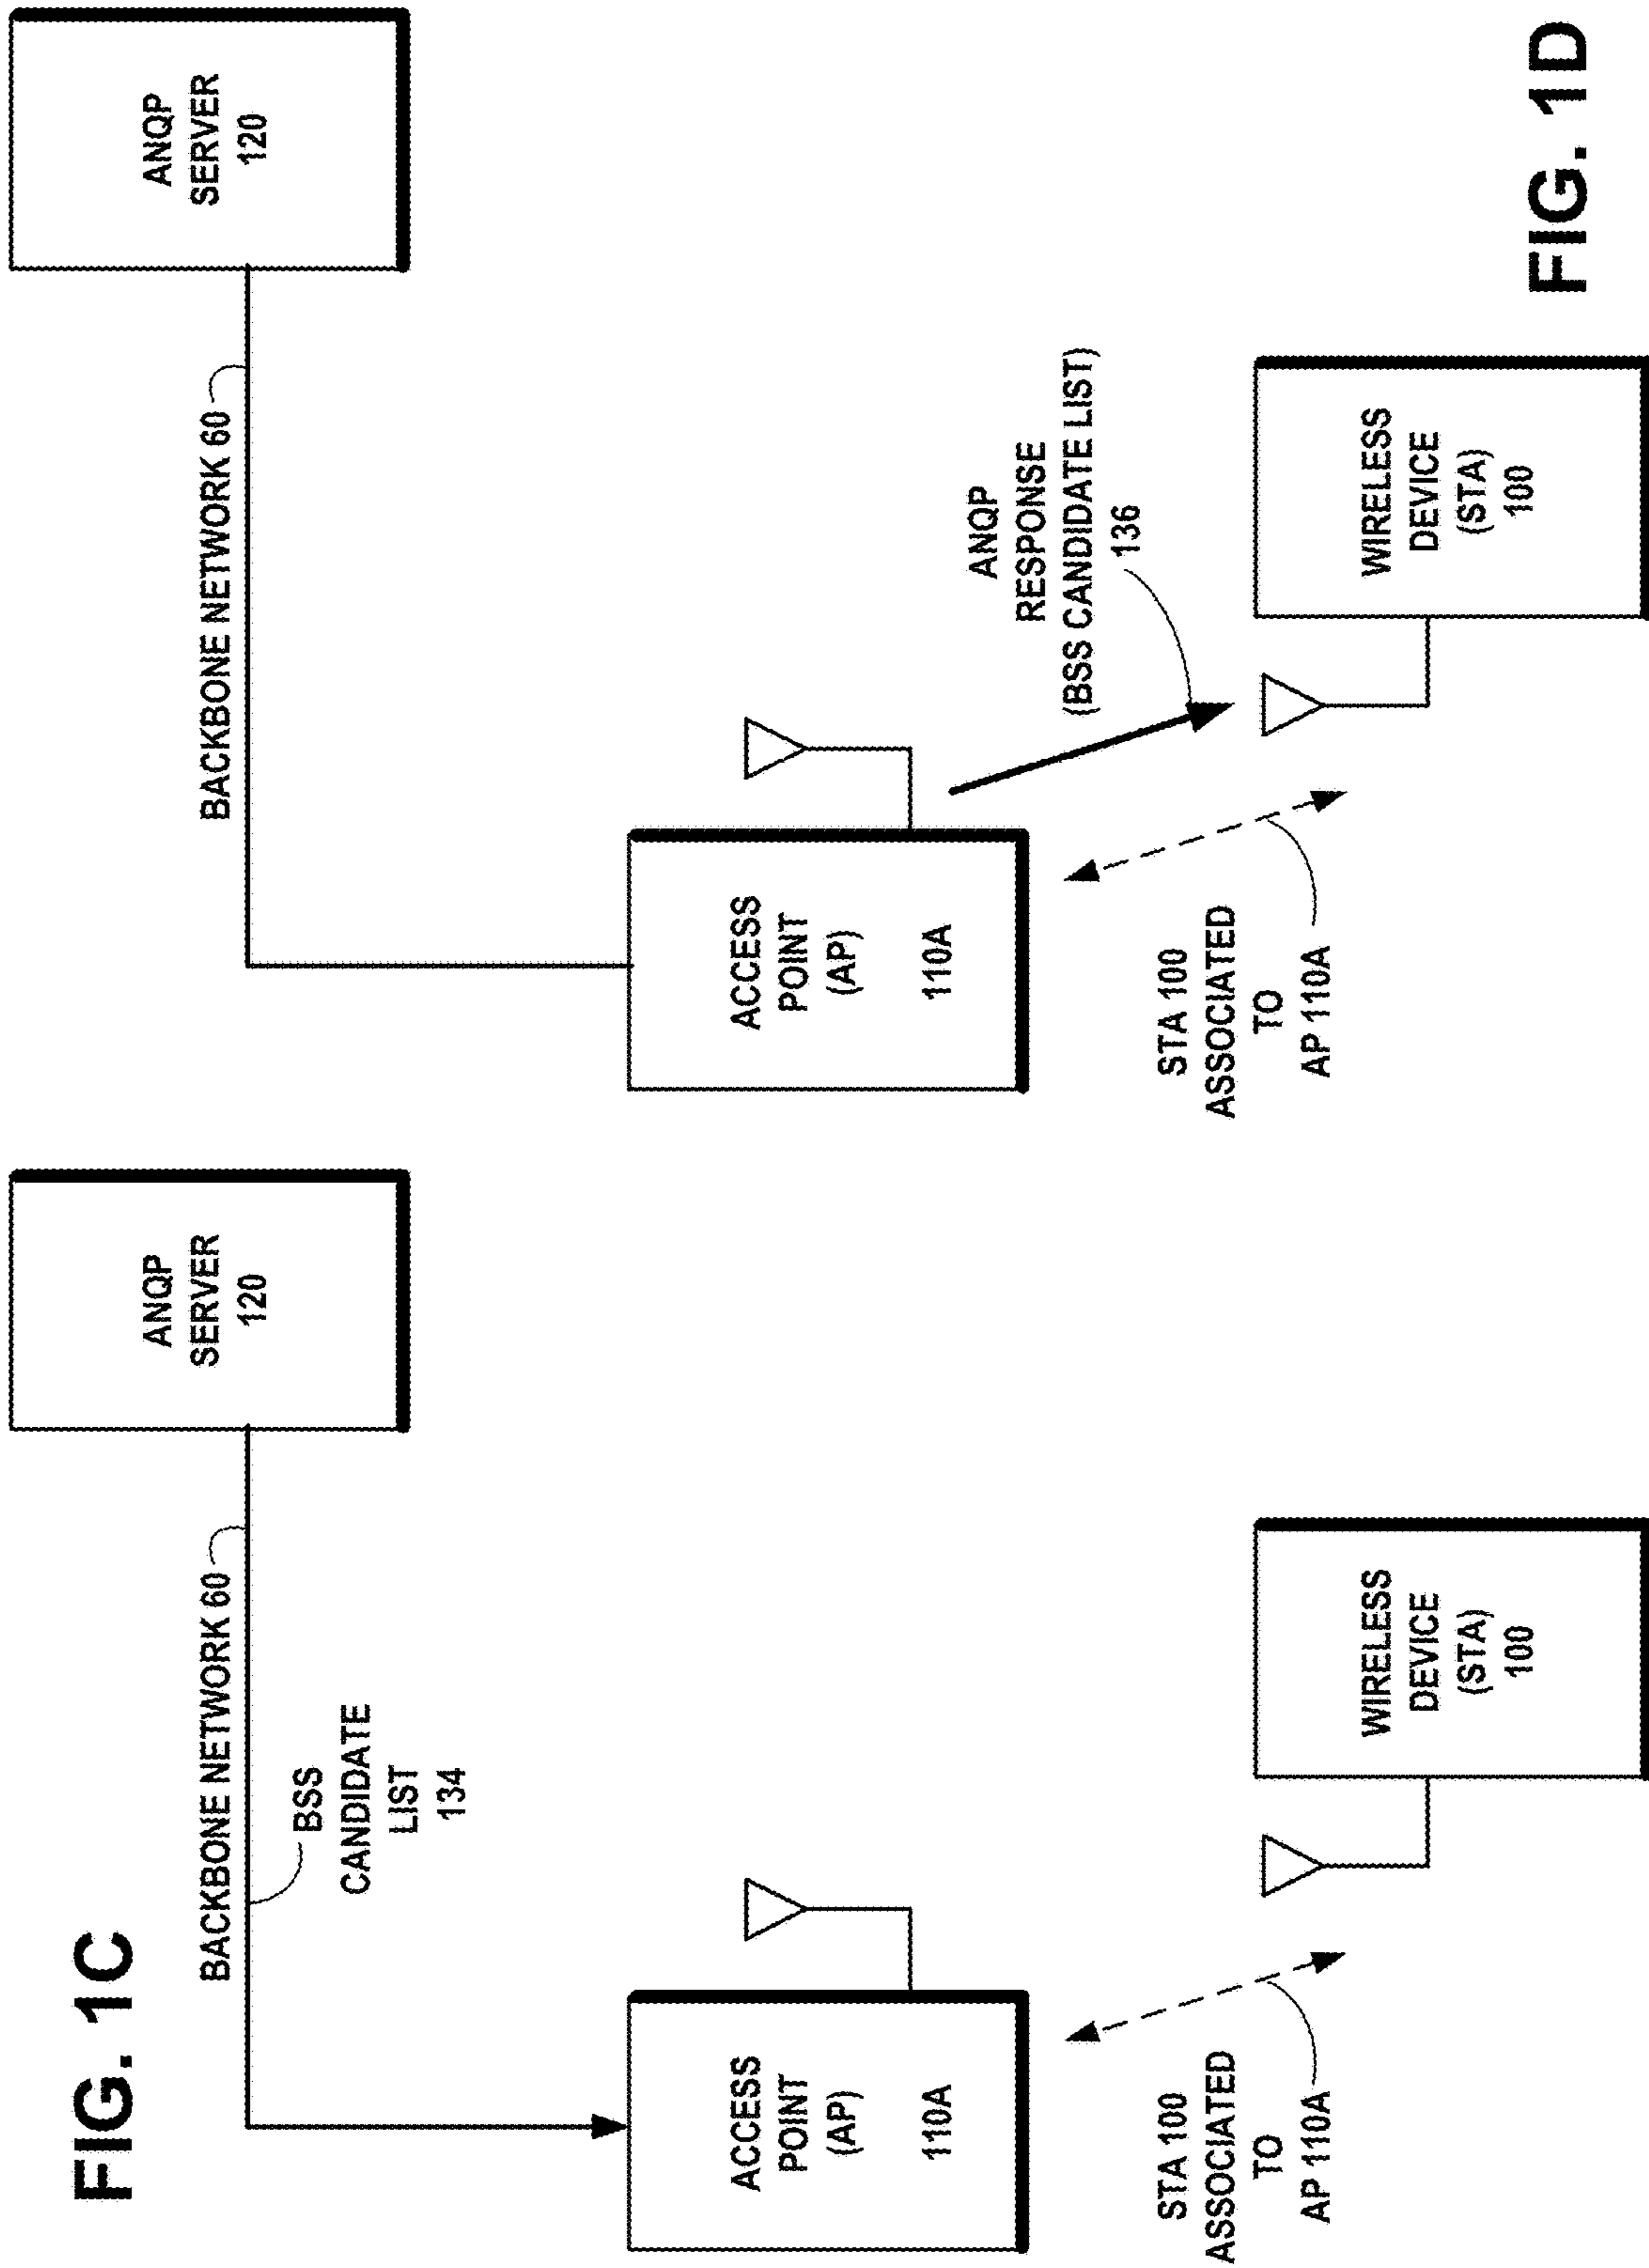 FIG. 1C
BACKBONE NETWORK 60
BSS
CANDIDATE
LIST
134
ANQP
SERVER
120
ACCESS
POINT
(AP)
110A
STA 100
ASSOCIATED
TO
AP 110A
WIRELESS
DEVICE
(STA)
100
BACKBONE NETWORK 60
ANQP
SERVER
120
ACCESS
POINT
(AP)
110A
ANQP
RESPONSE
(BSS CANDIDATE LIST)
136
STA 100
ASSOCIATED
TO
AP 110A
WIRELESS
DEVICE
(STA)
100
FIG. 1D